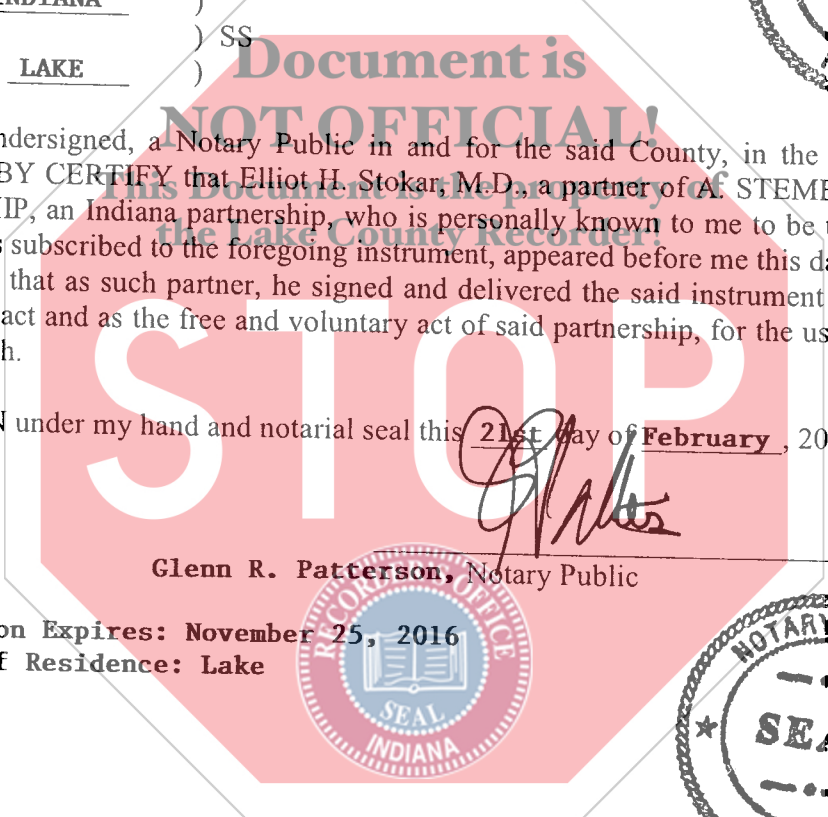 INDIANA )
) SS
LAKE )
Document is
NOT OFFICIAL!
This Document is the property of
the Lake County Recorder!
ndersigned, a Notary Public in and for the said County, in the
BY CERTIFY that Elliot H. Stokar, M.D., a partner of A. STEME
IP, an Indiana partnership, who is personally known to me to be
s subscribed to the foregoing instrument, appeared before me this da
that as such partner, he signed and delivered the said instrument
act and as the free and voluntary act of said partnership, for the us
h.
STOP
N under my hand and notarial seal this 21st day of February , 20
Glenn R. Patterson, Notary Public
on Expires: November 25, 2016
f Residence: Lake
RECORDER'S OFFICE
SEAL
INDIANA
NOTARY
SEA